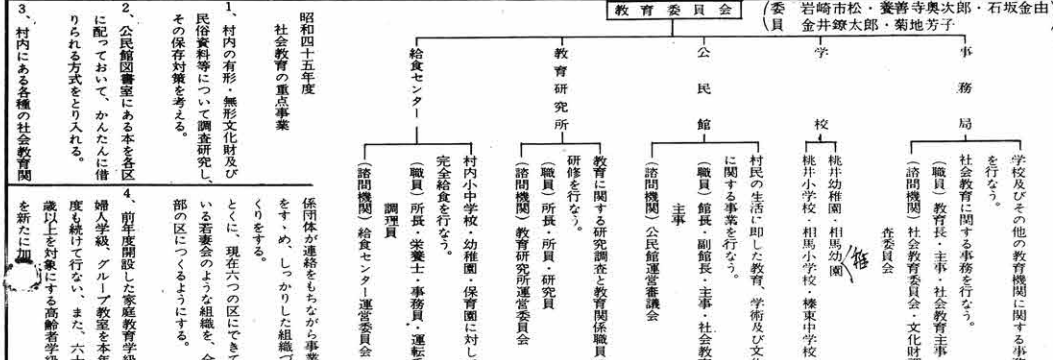 教育委員会
(委員 岩崎市松・養善寺奥次郎・石坂金由
金井鐐太郎・菊地芳子)
事務局
学校及びその他の教育機関に関する事
を行なう。
社会教育に関する事務を行なう。
(職員)教育長・主事・社会教育主事
(諮問機関)社会教育委員会・文化財調
査委員会
学校
桃井幼稚園・相馬幼園
(稚
桃井小学校・相馬小学校・榛東中学校
公民館
村民の生活に即した教育、学術及び文化
に関する事業を行なう。
(職員)館長・副館長・主事・社会教育
主事
(諮問機関)公民館運営審議会
教育研究所
教育に関する研究調査と教育関係職員
研修を行なう。
(職員)所長・所員・研究員
(諮問機関)教育研究所運営委員会
給食センター
村内小中学校・幼稚園・保育園に対し
完全給食を行なう。
(職員)所長・栄養士・事務員・運転
調理員
(諮問機関)給食センター運営委員会
昭和四十五年度
社会教育の重点事業
1、村内の有形・無形文化財及び
民俗資料等について調査研究し、
その保存対策を考える。
2、公民館図書室にある本を各区
に配っておいて、かんたんに借
りられる方式をとり入れる。
3、村内にある各種の社会教育関
係団体が連絡をもちながら事業
をすゝめ、しっかりした組織づ
くりをする。
とくに、現在六つの区にできて
いる若妻会のような組織を、全
部の区につくるようにする。
4、前年度開設した家庭教育学級
婦人学級、グループ教室を本年
度も続けて行ない、また、六十
歳以上を対象にする高齢者学級
を新たに加